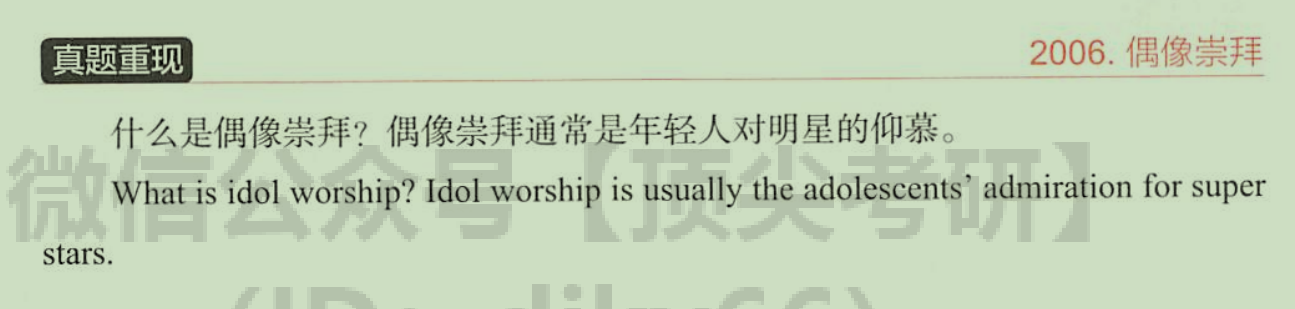 真题重现
2006. 偶像崇拜
什么是偶像崇拜？偶像崇拜通常是年轻人对明星的仰慕。
微信公众号【顶尖考研】
What is idol worship? Idol worship is usually the adolescents’ admiration for super
stars.